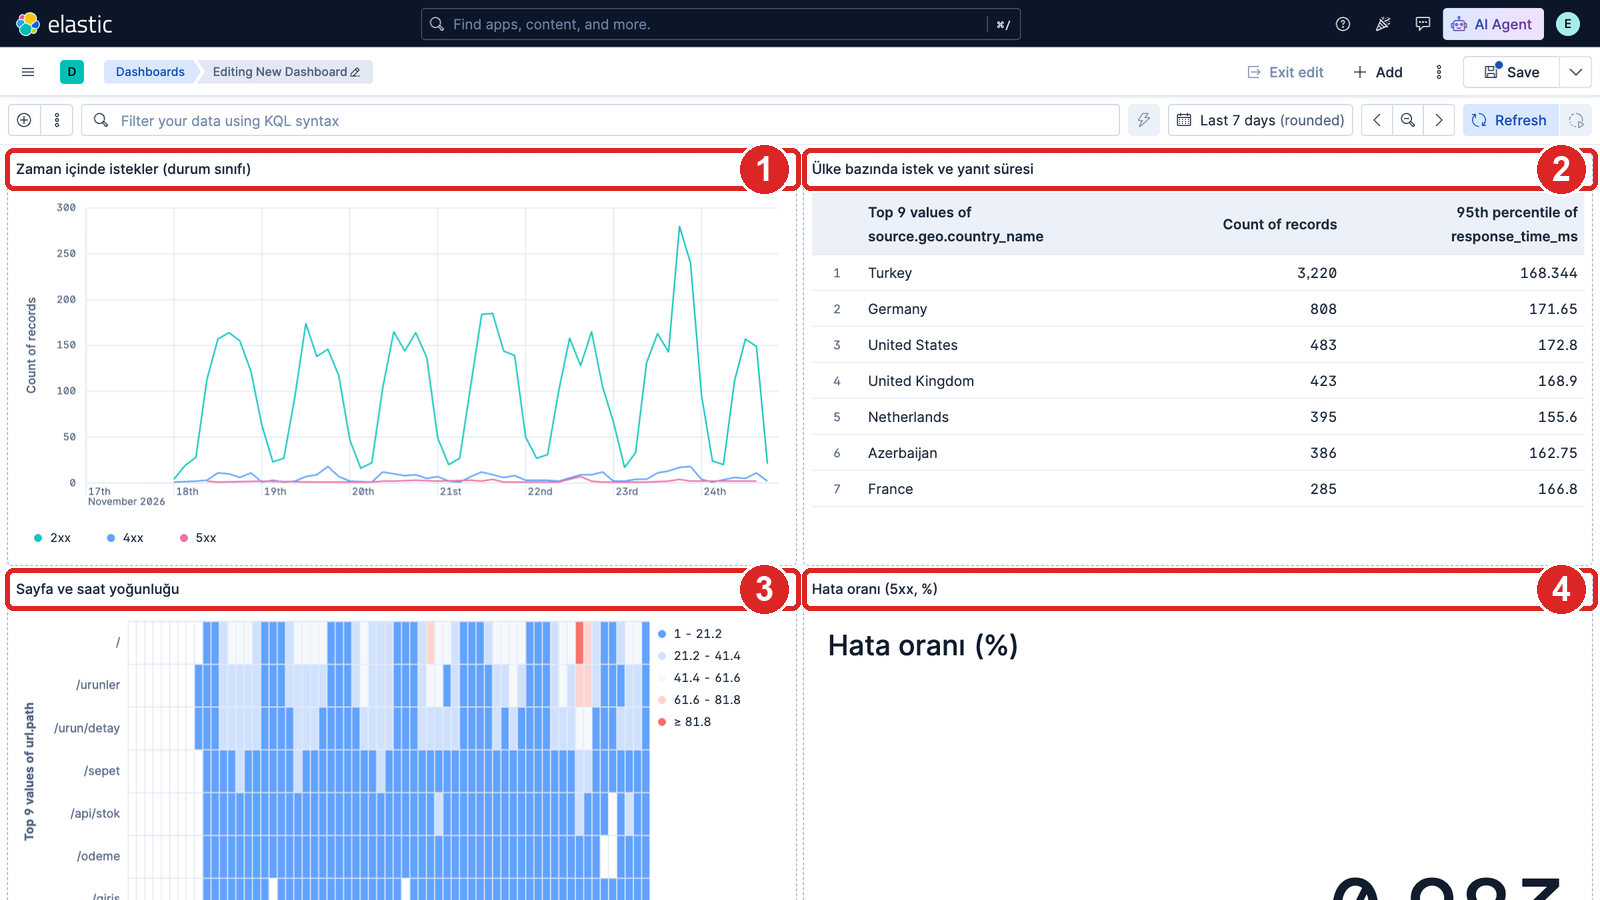 elastic
Find apps, content, and more.
⌘/
AI Agent
E
D
Dashboards
Editing New Dashboard
Exit edit
Add
Save
Filter your data using KQL syntax
Last 7 days (rounded)
Refresh
Zaman içinde istekler (durum sınıfı)
1
Count of records
300
250
200
150
100
50
0
17th
November 2026
18th
19th
20th
21st
22nd
23rd
24th
2xx
4xx
5xx
Ülke bazında istek ve yanıt süresi
2
Top 9 values of source.geo.country_name
Count of records
95th percentile of response_time_ms
1 Turkey 3,220 168.344
2 Germany 808 171.65
3 United States 483 172.8
4 United Kingdom 423 168.9
5 Netherlands 395 155.6
6 Azerbaijan 386 162.75
7 France 285 166.8
Sayfa ve saat yoğunluğu
3
Top 9 values of url.path
/
/urunler
/urun/detay
/sepet
/api/stok
/odeme
/giris
1 - 21.2
21.2 - 41.4
41.4 - 61.6
61.6 - 81.8
≥ 81.8
Hata oranı (5xx, %)
4
Hata oranı (%)